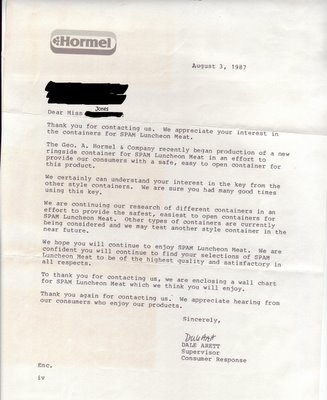 Hormel
August 3, 1987
Jones
Dear Miss
Thank you for contacting us. We appreciate your interest in
the containers for SPAM Luncheon Meat.
The Geo. A. Hormel & Company recently began production of a new
ringside container for SPAM Luncheon Meat in an effort to
provide our consumers with a safe, easy to open container for
this product.
We certainly can understand your interest in the key from the
other style containers. We are sure you had many good times
using this key.
We are continuing our research of different containers in an
effort to provide the safest, easiest to open containers for
SPAM Luncheon Meat. Other types of containers are currently
being considered and we may test another style container in the
near future.
We hope you will continue to enjoy SPAM Luncheon Meat. We are
confident you will continue to find your selections of SPAM
Luncheon Meat to be of the highest quality and satisfactory in
all respects.
To thank you for contacting us, we are enclosing a wall chart
for SPAM Luncheon Meat which we think you will enjoy.
Thank you again for contacting us. We appreciate hearing from
our consumers who enjoy our products.
Sincerely,
DALE ARETT
Supervisor
Consumer Response
Enc.
iv